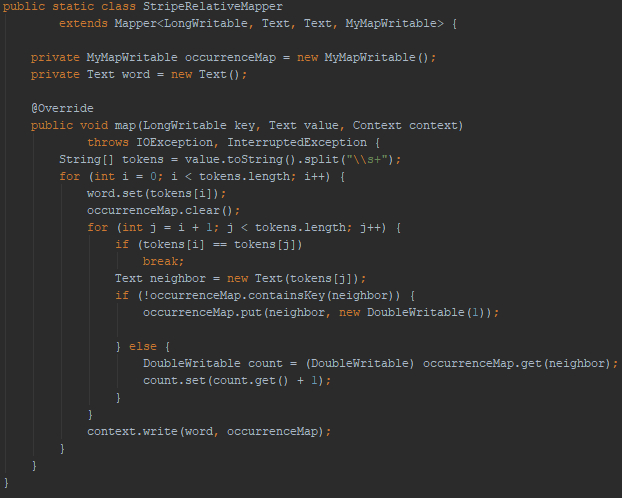 public static class StripeRelativeMapper
        extends Mapper<LongWritable, Text, Text, MyMapWritable> {
    private MyMapWritable occurrenceMap = new MyMapWritable();
    private Text word = new Text();
    @Override
    public void map(LongWritable key, Text value, Context context)
            throws IOException, InterruptedException {
        String[] tokens = value.toString().split("\\s+");
        for (int i = 0; i < tokens.length; i++) {
            word.set(tokens[i]);
            occurrenceMap.clear();
            for (int j = i + 1; j < tokens.length; j++) {
                if (tokens[i] == tokens[j])
                    break;
                Text neighbor = new Text(tokens[j]);
                if (!occurrenceMap.containsKey(neighbor)) {
                    occurrenceMap.put(neighbor, new DoubleWritable(1));
                } else {
                    DoubleWritable count = (DoubleWritable) occurrenceMap.get(neighbor);
                    count.set(count.get() + 1);
                }
            }
            context.write(word, occurrenceMap);
        }
    }
}